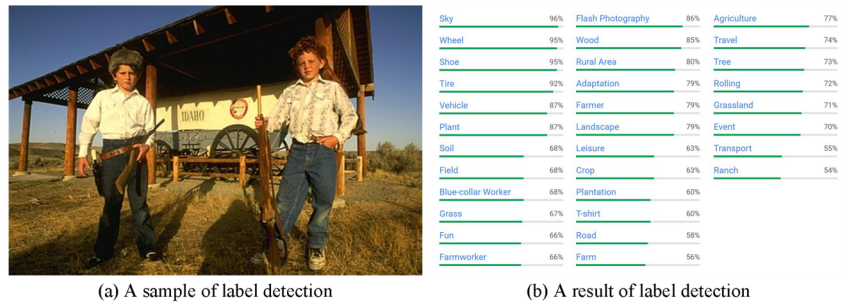 IDAHO
Sky 96%
Wheel 95%
Shoe 95%
Tire 92%
Vehicle 87%
Plant 87%
Soil 68%
Field 68%
Blue-collar Worker 68%
Grass 67%
Fun 66%
Farmworker 66%
Flash Photography 86%
Wood 85%
Rural Area 80%
Adaptation 79%
Farmer 79%
Landscape 79%
Leisure 63%
Crop 63%
Plantation 60%
T-shirt 60%
Road 58%
Farm 56%
Agriculture 77%
Travel 74%
Tree 73%
Rolling 72%
Grassland 71%
Event 70%
Transport 55%
Ranch 54%
(a) A sample of label detection
(b) A result of label detection